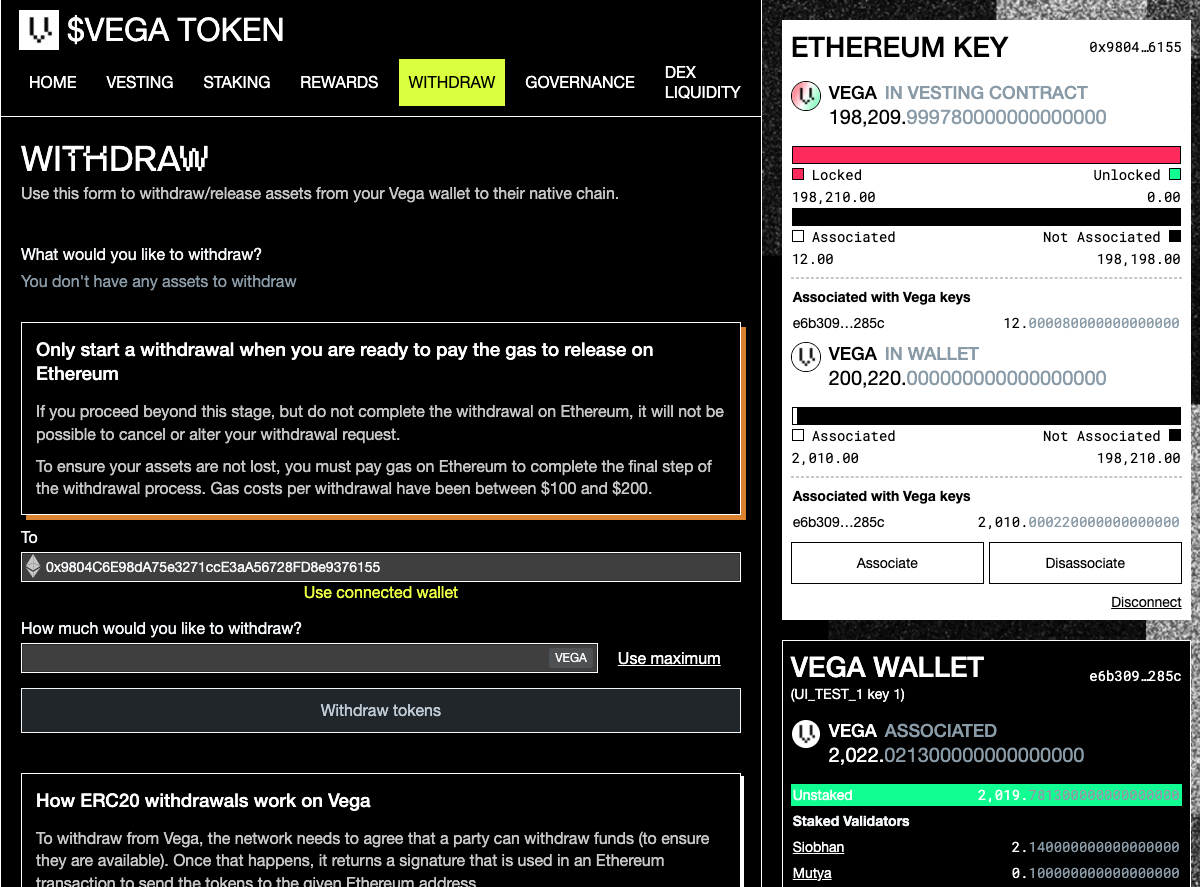 $VEGA TOKEN
HOME VESTING STAKING REWARDS WITHDRAW GOVERNANCE DEX LIQUIDITY
WITHDRAW
Use this form to withdraw/release assets from your Vega wallet to their native chain.
What would you like to withdraw?
You don't have any assets to withdraw
Only start a withdrawal when you are ready to pay the gas to release on
Ethereum
If you proceed beyond this stage, but do not complete the withdrawal on Ethereum, it will not be
possible to cancel or alter your withdrawal request.
To ensure your assets are not lost, you must pay gas on Ethereum to complete the final step of
the withdrawal process. Gas costs per withdrawal have been between $100 and $200.
To
0x9804C6E98dA75e3271ccE3aA56728FD8e9376155
Use connected wallet
How much would you like to withdraw?
VEGA Use maximum
Withdraw tokens
How ERC20 withdrawals work on Vega
To withdraw from Vega, the network needs to agree that a party can withdraw funds (to ensure
they are available). Once that happens, it returns a signature that is used in an Ethereum
transaction to send the tokens to the given Ethereum address.
ETHEREUM KEY 0x9804…6155
VEGA IN VESTING CONTRACT
198,209.999780000000000000
Locked Unlocked
198,210.00 0.00
Associated Not Associated
12.00 198,198.00
Associated with Vega keys
e6b309…285c 12.000080000000000000
VEGA IN WALLET
200,220.000000000000000000
Associated Not Associated
2,010.00 198,210.00
Associated with Vega keys
e6b309…285c 2,010.000220000000000000
Associate Disassociate
Disconnect
VEGA WALLET e6b309…285c
(UI_TEST_1 key 1)
VEGA ASSOCIATED
2,022.021300000000000000
Unstaked 2,019.781300000000000000
Staked Validators
Siobhan 2.140000000000000000
Mutya 0.100000000000000000